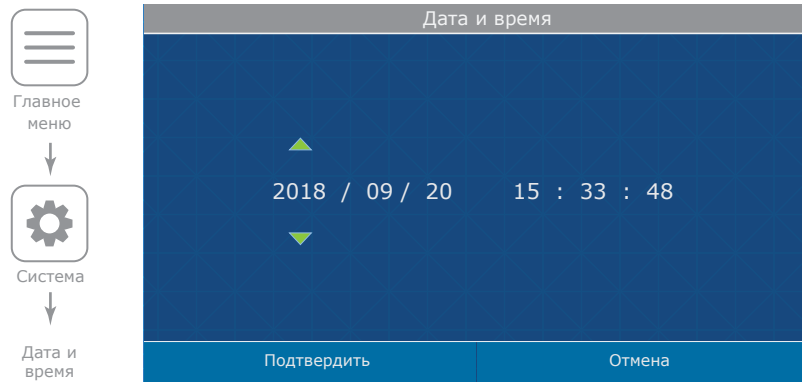 Главное
меню
Система
Дата и
время
Дата и время
2018 / 09 / 20 15 : 33 : 48
Подтвердить Отмена